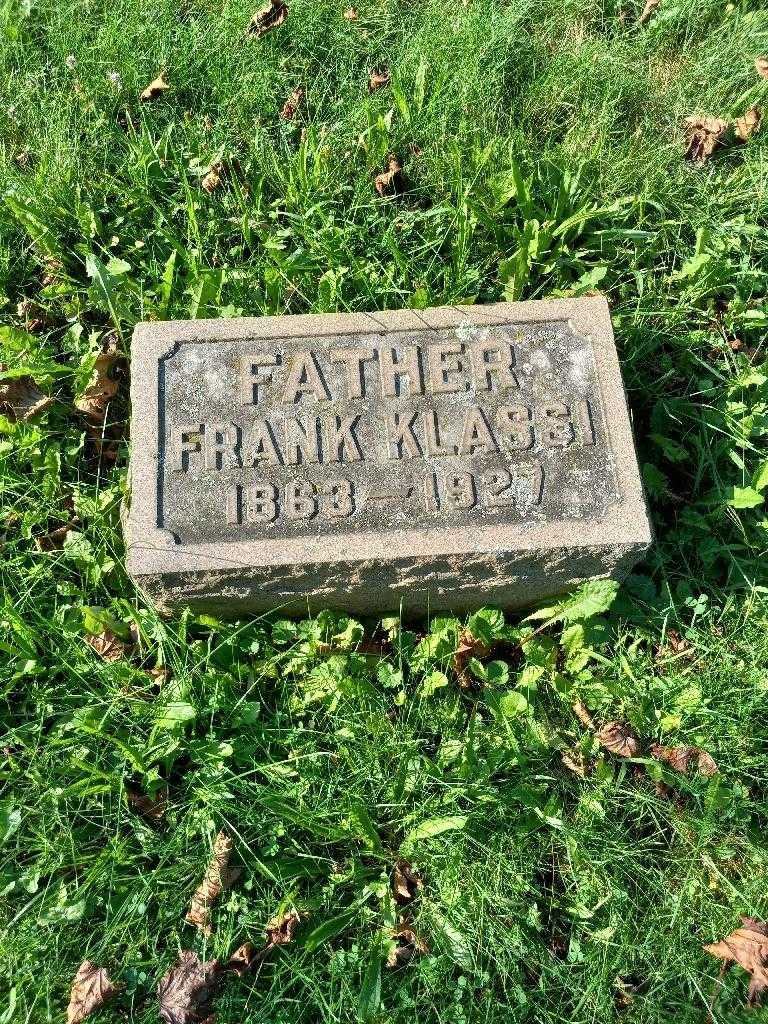 FATHER
FRANK KLASSI
1863 — 1927